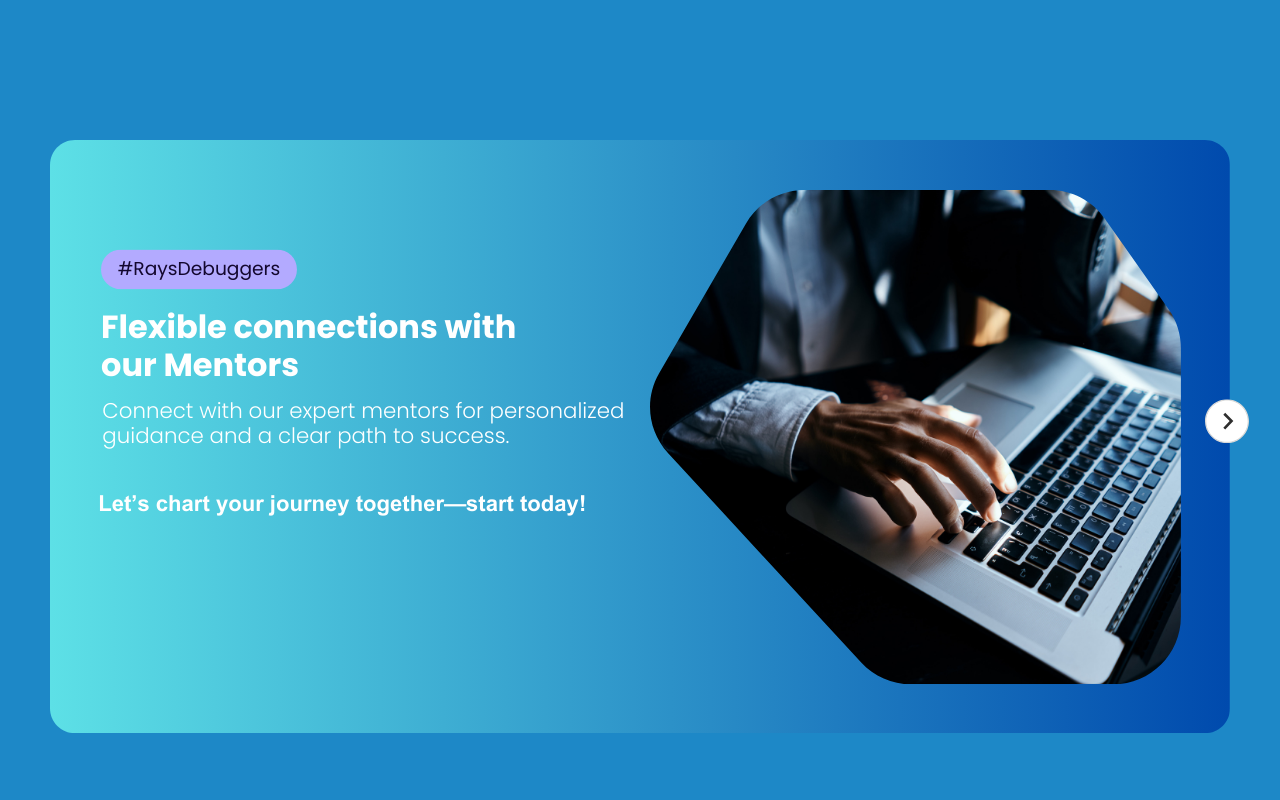 #RaysDebuggers
Flexible connections with
our Mentors
Connect with our expert mentors for personalized
guidance and a clear path to success.
Let’s chart your journey together—start today!